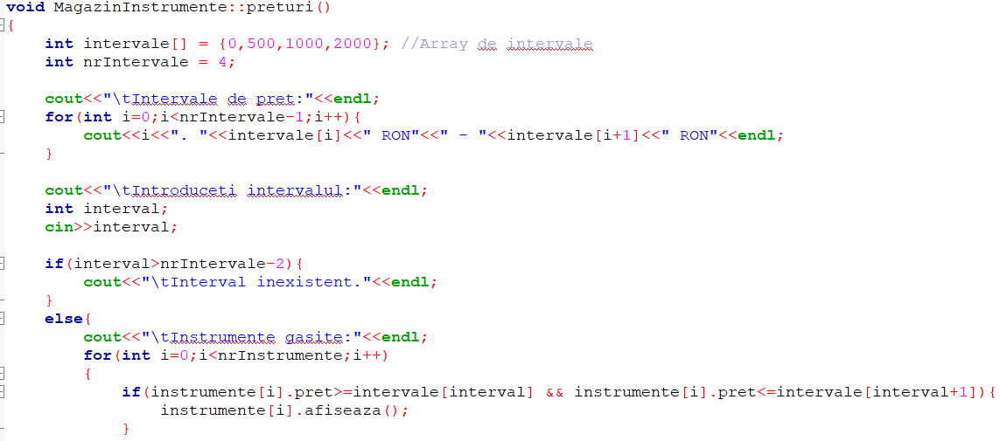 void MagazinInstrumente::preturi()
{
    int intervale[] = {0,500,1000,2000}; //Array de intervale
    int nrIntervale = 4;

    cout<<"\tIntervale de pret:"<<endl;
    for(int i=0;i<nrIntervale-1;i++){
        cout<<i<<". "<<intervale[i]<<" RON"<<" - "<<intervale[i+1]<<" RON"<<endl;
    }

    cout<<"\tIntroduceti intervalul:"<<endl;
    int interval;
    cin>>interval;

    if(interval>nrIntervale-2){
        cout<<"\tInterval inexistent."<<endl;
    }
    else{
        cout<<"\tInstrumente gasite:"<<endl;
        for(int i=0;i<nrInstrumente;i++)
        {
            if(instrumente[i].pret>=intervale[interval] && instrumente[i].pret<=intervale[interval+1]){
                instrumente[i].afiseaza();
            }